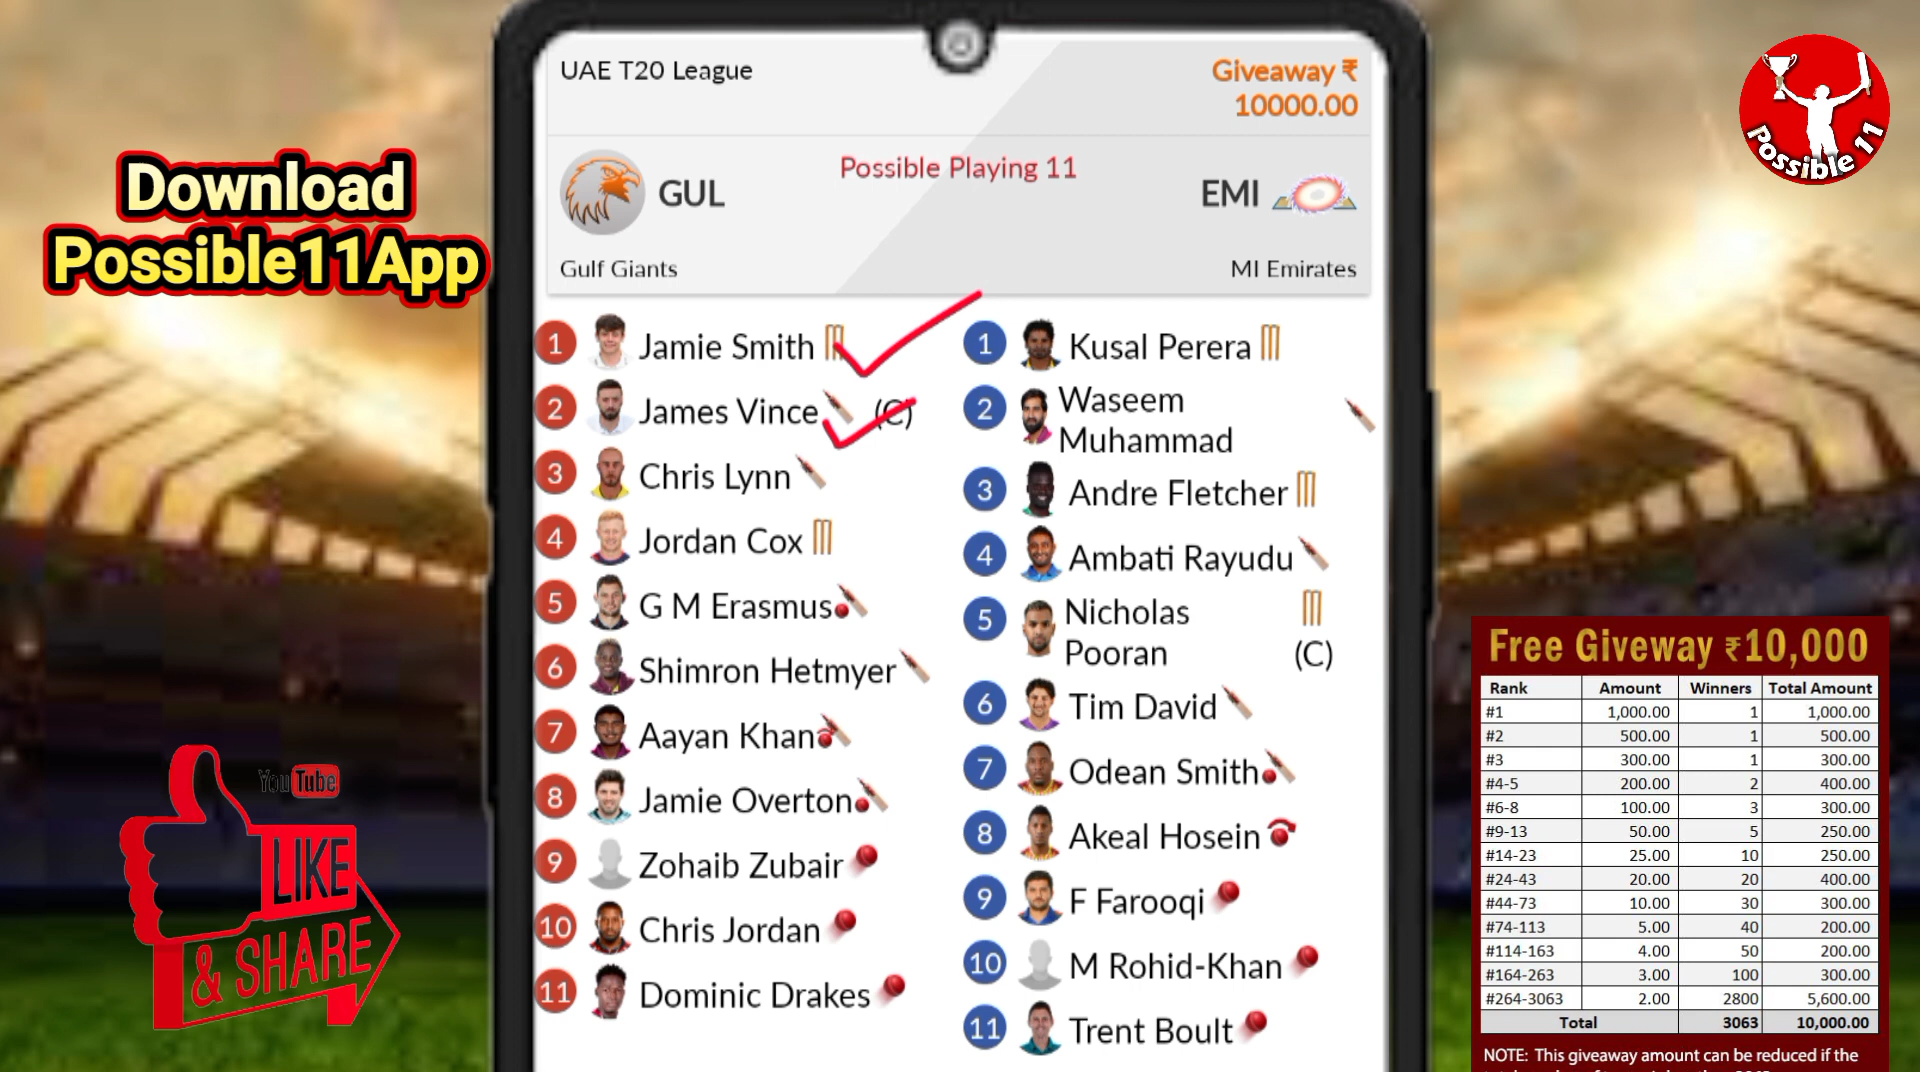 UAE T20 League
Giveaway ₹
10000.00
Possible 11
Download
Possible11App
Possible Playing 11
GUL
EMI
Gulf Giants
MI Emirates
1 Jamie Smith
2 James Vince (C)
3 Chris Lynn
4 Jordan Cox
5 G M Erasmus
6 Shimron Hetmyer
7 Aayan Khan
8 Jamie Overton
9 Zohaib Zubair
10 Chris Jordan
11 Dominic Drakes
1 Kusal Perera
2 Waseem
Muhammad
3 Andre Fletcher
4 Ambati Rayudu
5 Nicholas
Pooran (C)
6 Tim David
7 Odean Smith
8 Akeal Hosein
9 F Farooqi
10 M Rohid-Khan
11 Trent Boult
YouTube
LIKE
& SHARE
Free Giveway ₹10,000
Rank Amount Winners Total Amount
#1 1,000.00 1 1,000.00
#2 500.00 1 500.00
#3 300.00 1 300.00
#4-5 200.00 2 400.00
#6-8 100.00 3 300.00
#9-13 50.00 5 250.00
#14-23 25.00 10 250.00
#24-43 20.00 20 400.00
#44-73 10.00 30 300.00
#74-113 5.00 40 200.00
#114-163 4.00 50 200.00
#164-263 3.00 100 300.00
#264-3063 2.00 2800 5,600.00
Total 3063 10,000.00
NOTE: This giveaway amount can be reduced if the